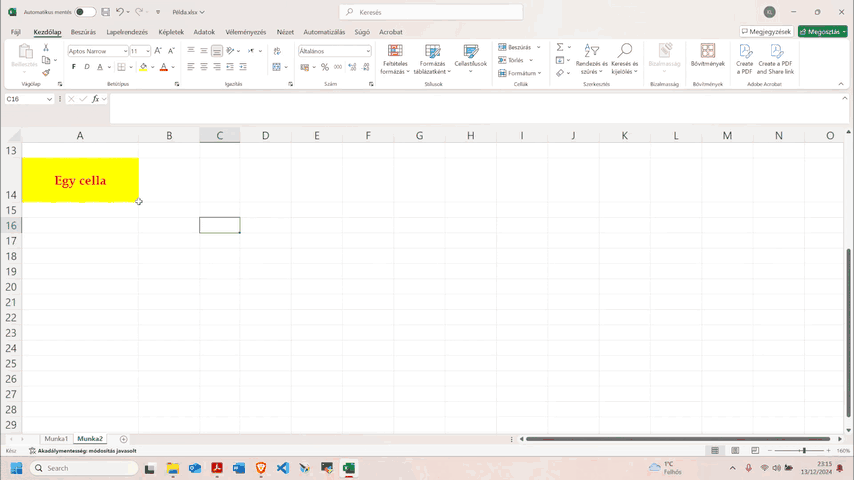 Automatikus mentés
Példa.xlsx
Keresés
KL
Fájl Kezdőlap Beszúrás Lapelrendezés Képletek Adatok Véleményezés Nézet Automatizálás Súgó Acrobat
Megjegyzések
Megosztás
Beillesztés
Aptos Narrow 11
F D A
Általános
% 000
Feltételes formázás
Formázás táblázatként
Cellastílusok
Beszúrás
Törlés
Formátum
Rendezés és szűrés
Keresés és kijelölés
Bizalmasság
Bővítmények
Create a PDF
Create a PDF and Share link
Vágólap Betűtípus Igazítás Szám Stílusok Cellák Szerkesztés Bizalmasság Bővítmények Adobe Acrobat
C16 fx
A B C D E F G H I J K L M N O
13
14 Egy cella
15
16
17
18
19
20
21
22
23
24
25
26
27
28
29
Munka1 Munka2
Kész Akadálymentesség: módosítás javasolt 160%
Search
1°C
Felhős
23:15
13/12/2024